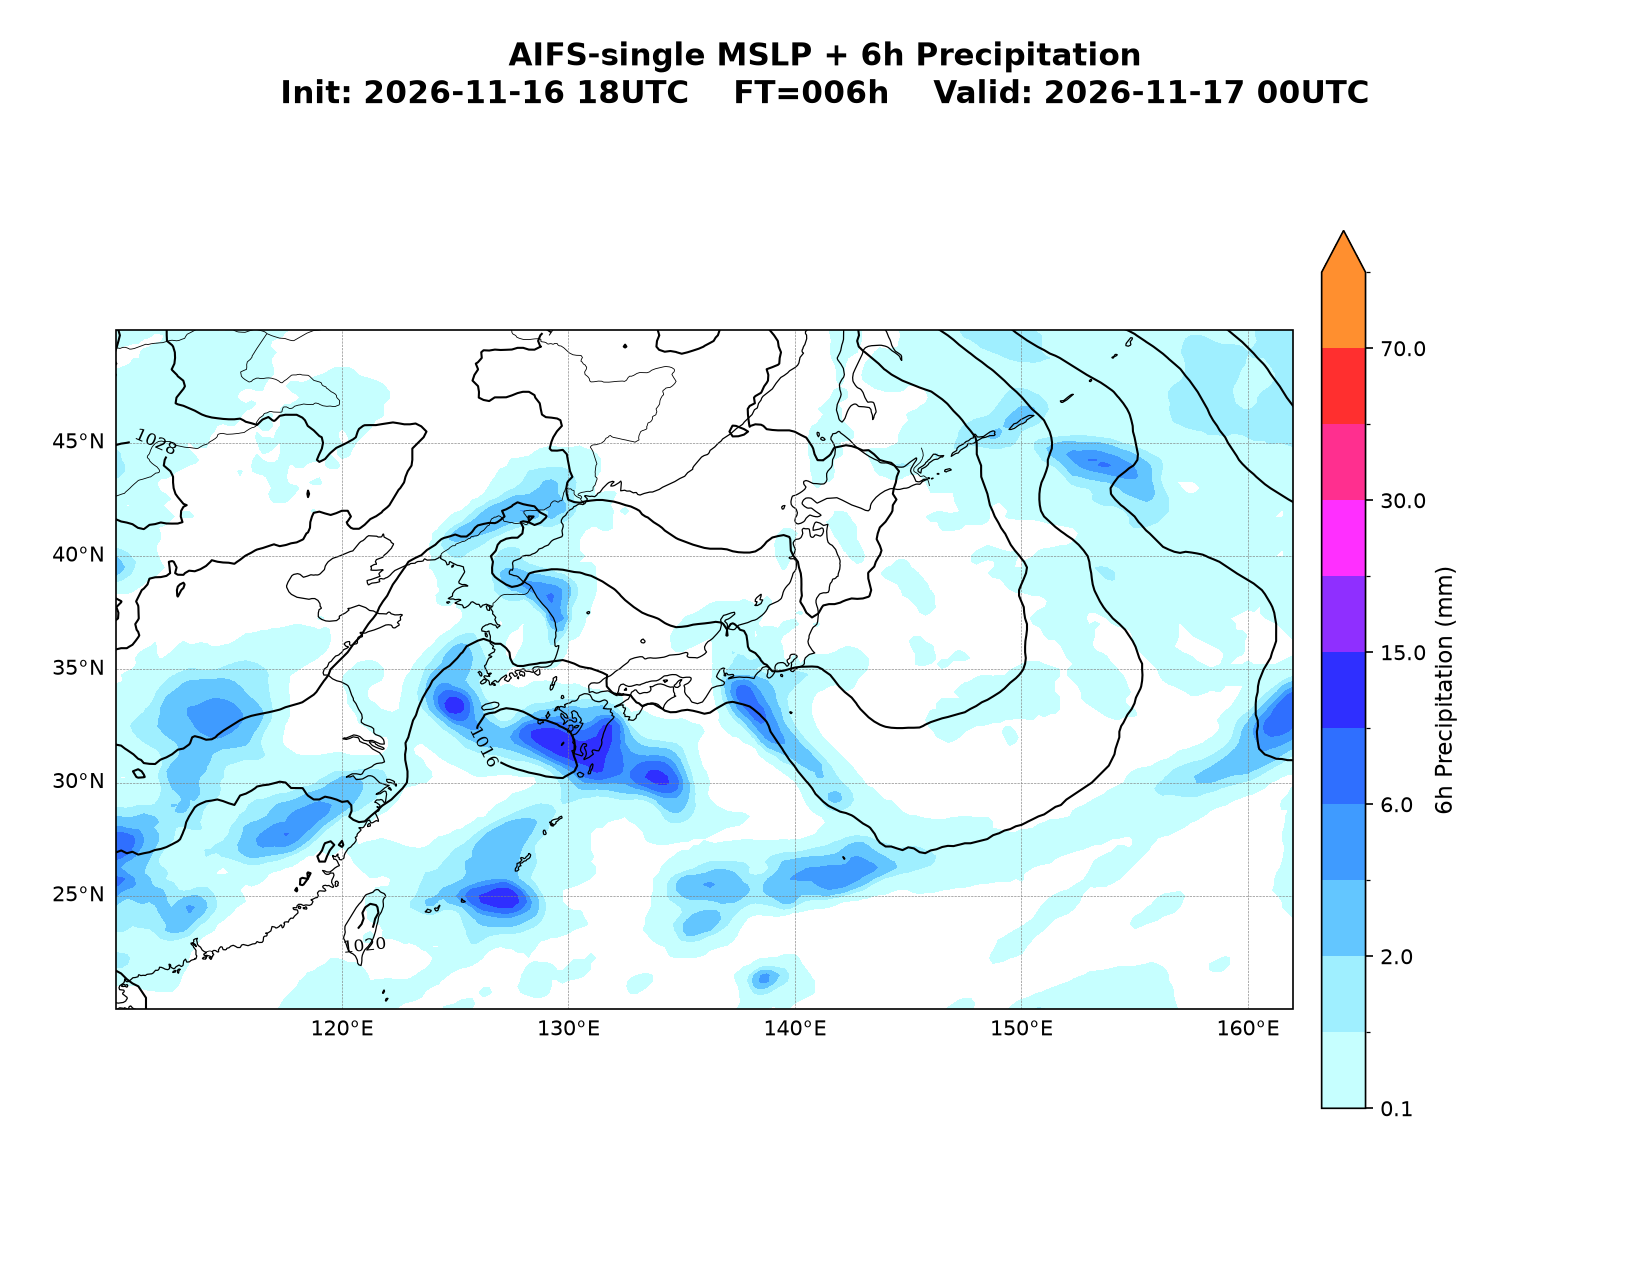 AIFS-single MSLP + 6h Precipitation
Init: 2026-11-16 18UTC    FT=006h    Valid: 2026-11-17 00UTC
45°N
40°N
35°N
30°N
25°N
120°E
130°E
140°E
150°E
160°E
1028
1016
1020
70.0
30.0
15.0
6.0
2.0
0.1
6h Precipitation (mm)